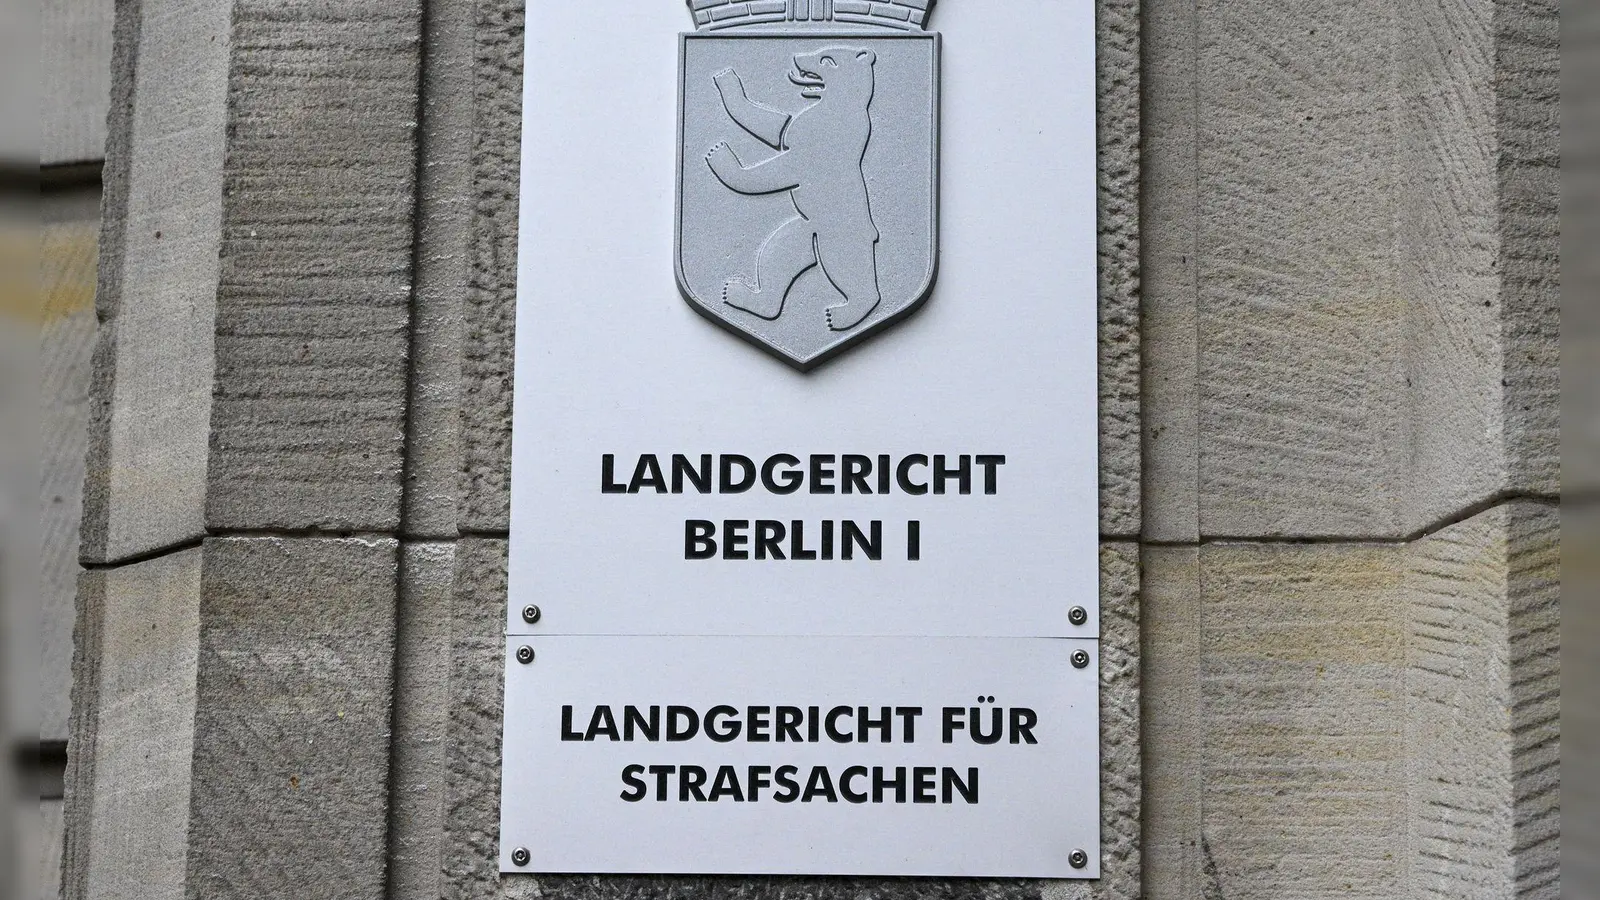 LANDGERICHT
BERLIN I
LANDGERICHT FÜR
STRAFSACHEN